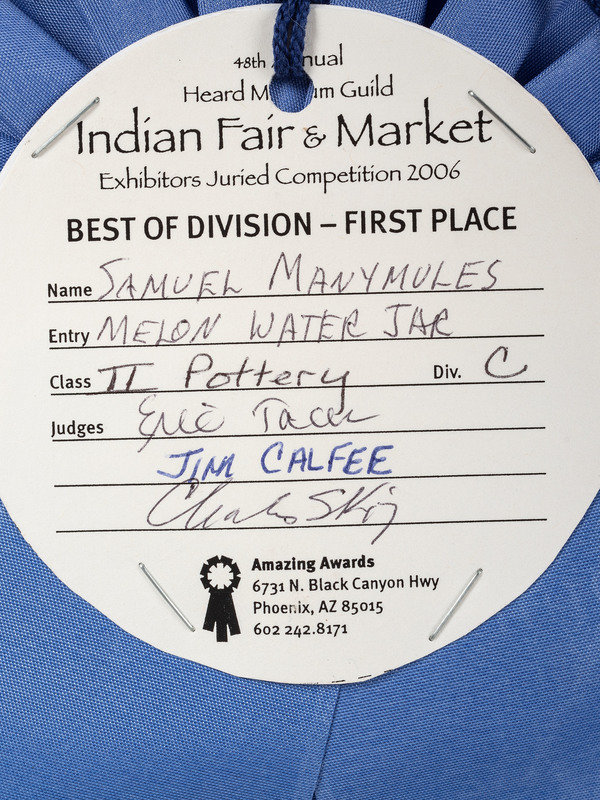 48th Annual
Heard Museum Guild
Indian Fair & Market
Exhibitors Juried Competition 2006
BEST OF DIVISION – FIRST PLACE
Name SAMUEL MANYMULES
Entry MELON WATER JAR
Class II Pottery Div. C
Judges Eric
JIM CALFEE
Charles
Amazing Awards
6731 N. Black Canyon Hwy
Phoenix, AZ 85015
602 242.8171